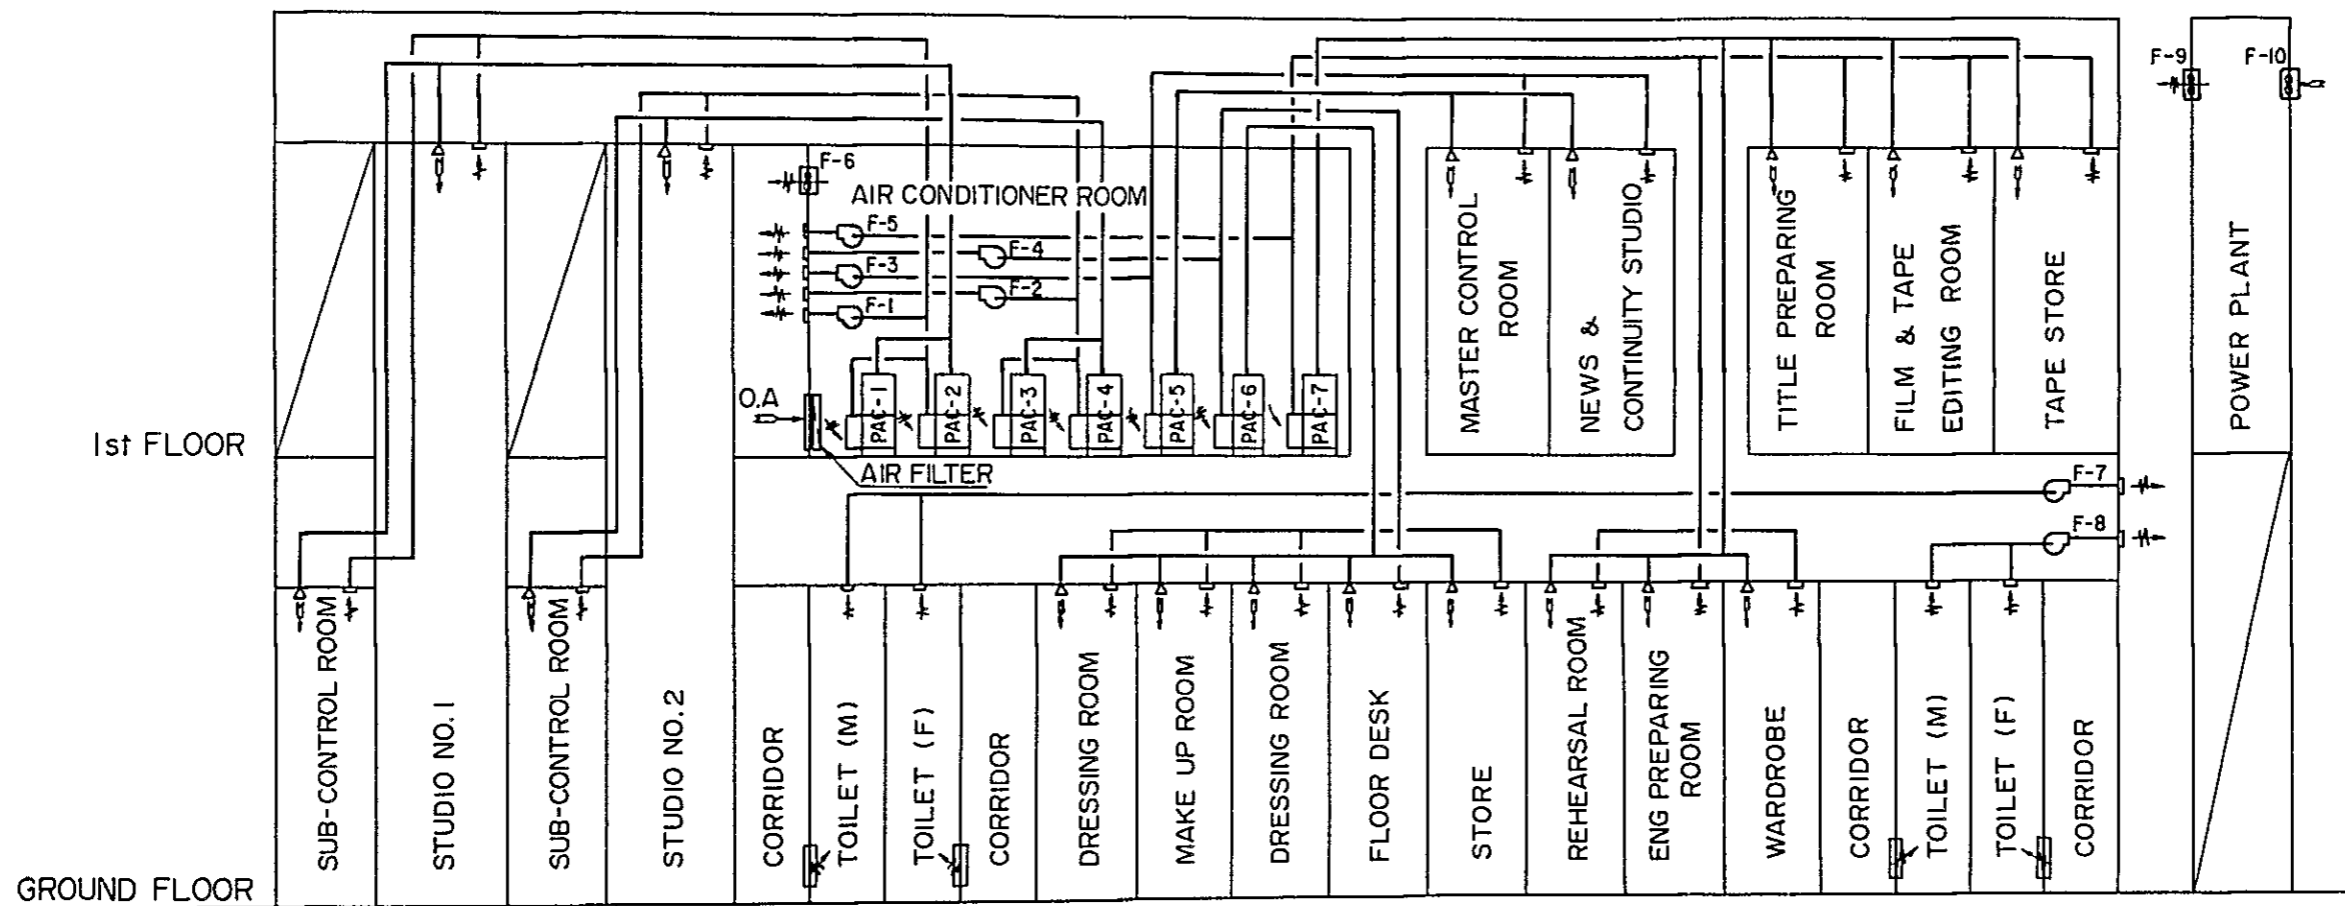 F-9
F-10
F-6
AIR CONDITIONER ROOM
F-5
F-4
F-3
F-2
F-1
PAC-1
PAC-2
PAC-3
PAC-4
PAC-5
PAC-6
PAC-7
O.A
AIR FILTER
MASTER CONTROL
ROOM
NEWS &
CONTINUITY STUDIO
TITLE PREPARING
ROOM
FILM & TAPE
EDITING ROOM
TAPE STORE
POWER PLANT
1st FLOOR
F-7
F-8
SUB-CONTROL ROOM
STUDIO NO.1
SUB-CONTROL ROOM
STUDIO NO.2
CORRIDOR
TOILET (M)
TOILET (F)
CORRIDOR
DRESSING ROOM
MAKE UP ROOM
DRESSING ROOM
FLOOR DESK
STORE
REHEARSAL ROOM
ENG PREPARING
ROOM
WARDROBE
CORRIDOR
TOILET (M)
TOILET (F)
CORRIDOR
GROUND FLOOR